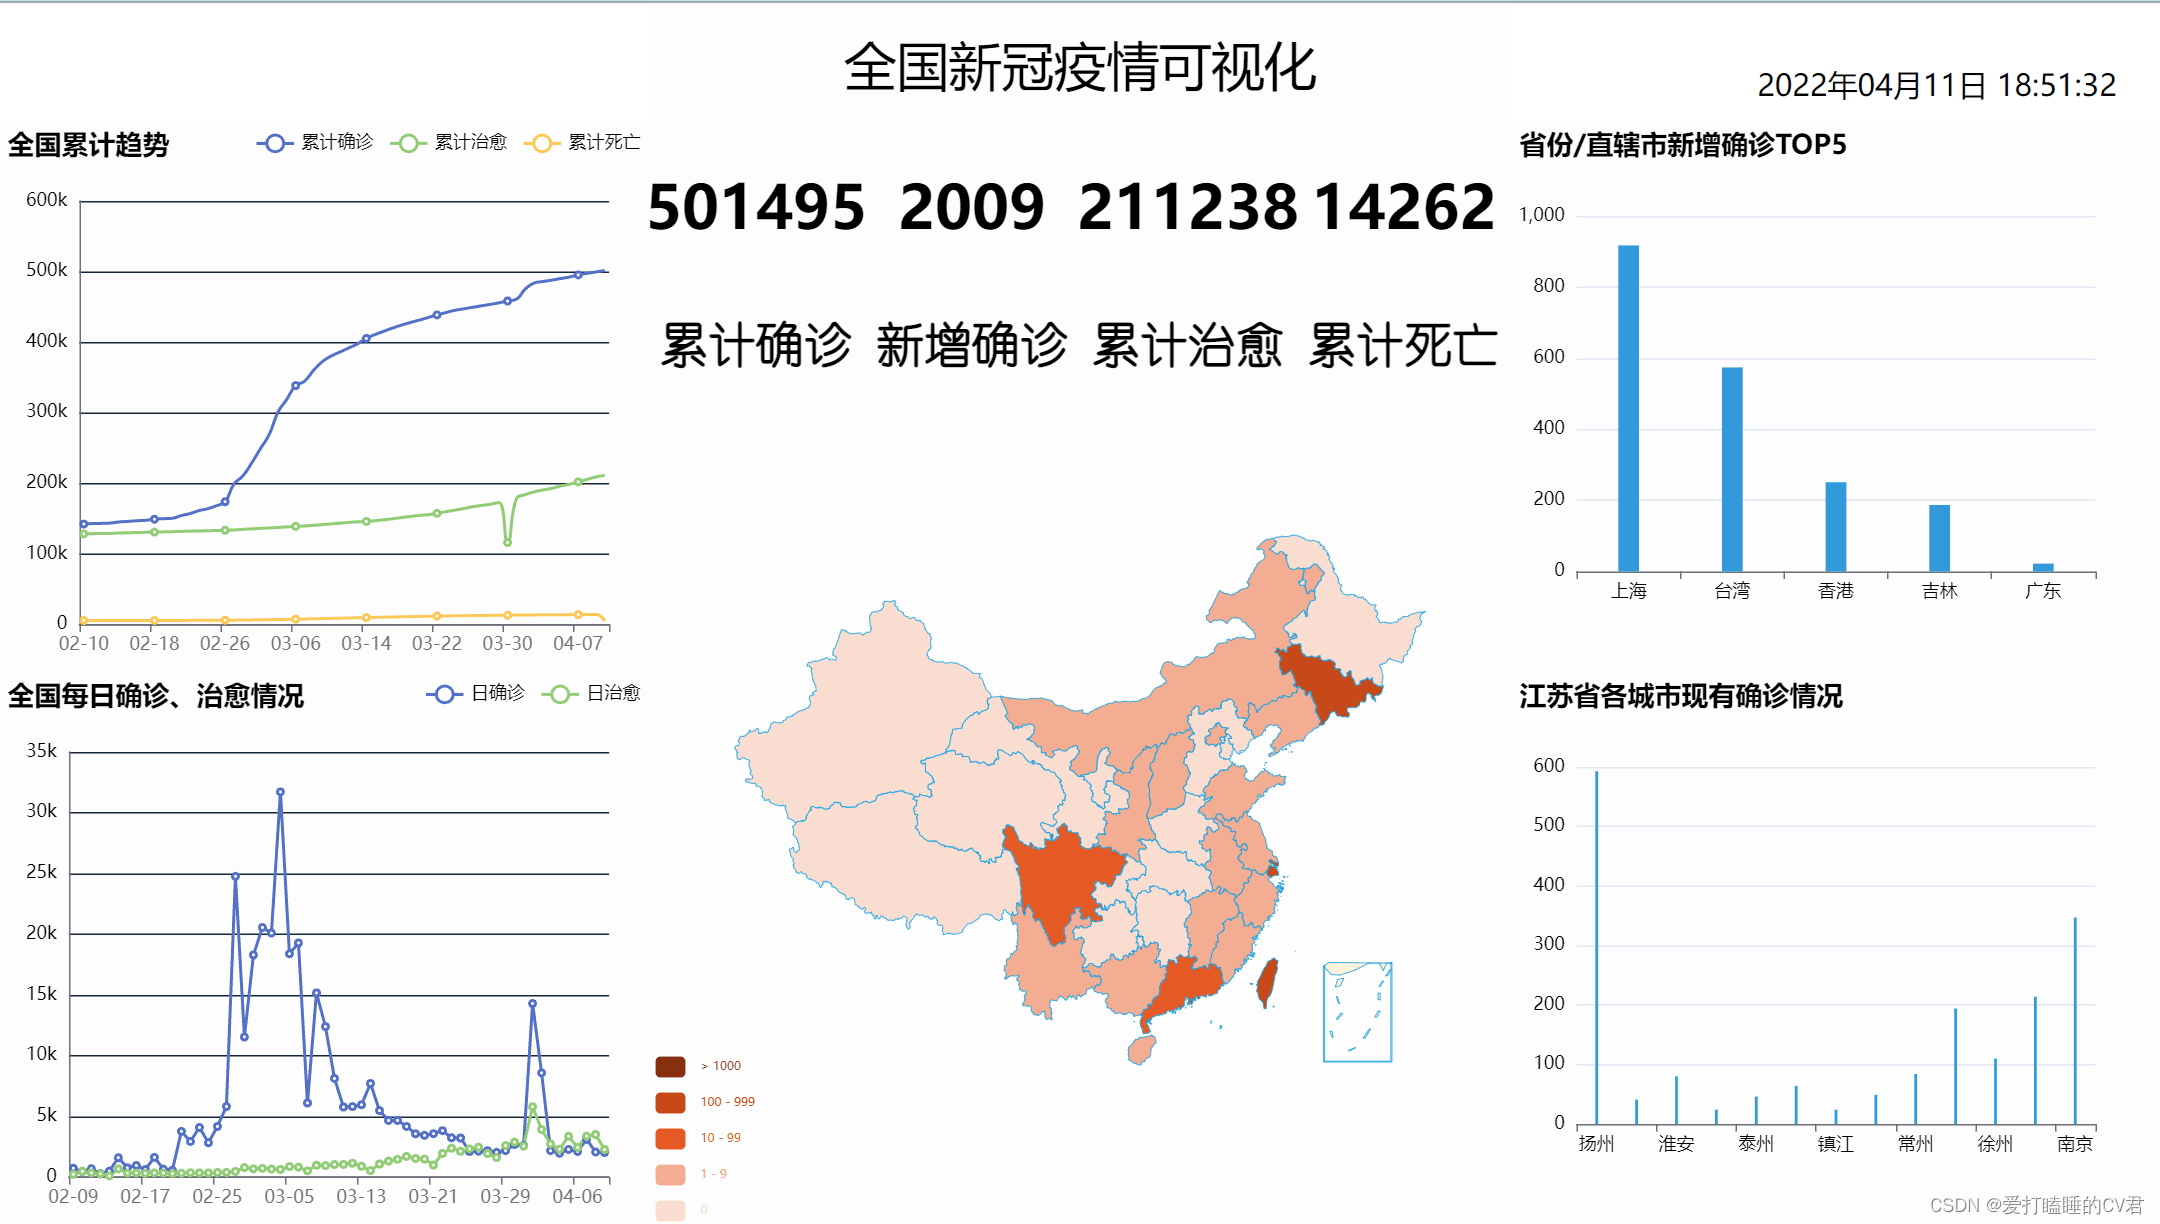 全国新冠疫情可视化
2022年04月11日 18:51:32
全国累计趋势
累计确诊 累计治愈 累计死亡
600k
500k
400k
300k
200k
100k
0
02-10 02-18 02-26 03-06 03-14 03-22 03-30 04-07
501495 2009 211238 14262
累计确诊 新增确诊 累计治愈 累计死亡
省份/直辖市新增确诊TOP5
1,000
800
600
400
200
0
上海 台湾 香港 吉林 广东
全国每日确诊、治愈情况
日确诊 日治愈
35k
30k
25k
20k
15k
10k
5k
0
02-09 02-17 02-25 03-05 03-13 03-21 03-29 04-06
> 1000
100 - 999
10 - 99
1 - 9
0
江苏省各城市现有确诊情况
600
500
400
300
200
100
0
扬州 淮安 泰州 镇江 常州 徐州 南京
CSDN @爱打瞌睡的CV君